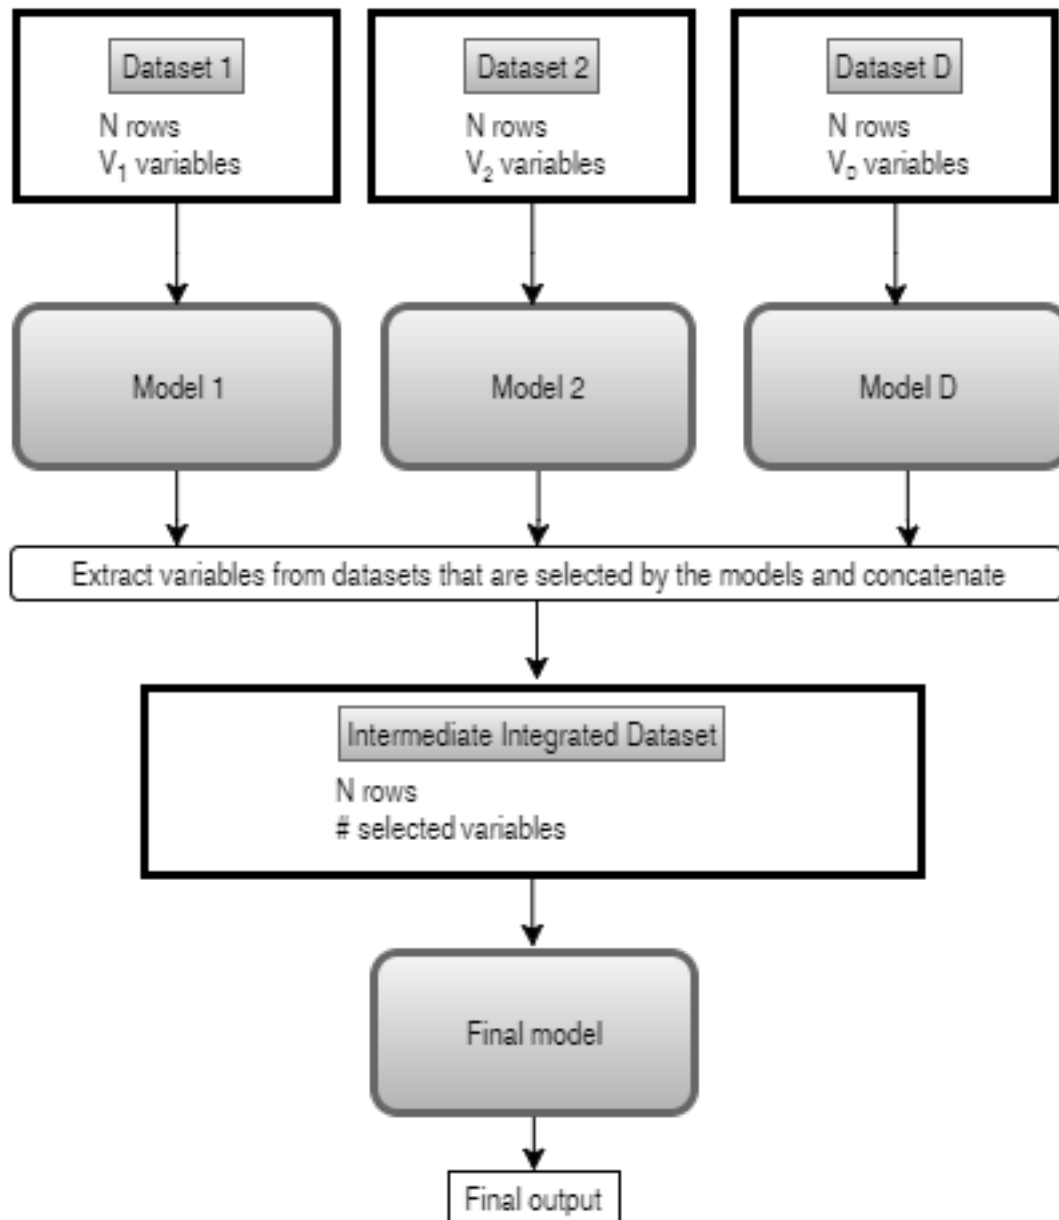 Dataset 1
N rows
V₁ variables
Dataset 2
N rows
V₂ variables
Dataset D
N rows
V_D variables
Model 1
Model 2
Model D
Extract variables from datasets that are selected by the models and concatenate
Intermediate Integrated Dataset
N rows
# selected variables
Final model
Final output